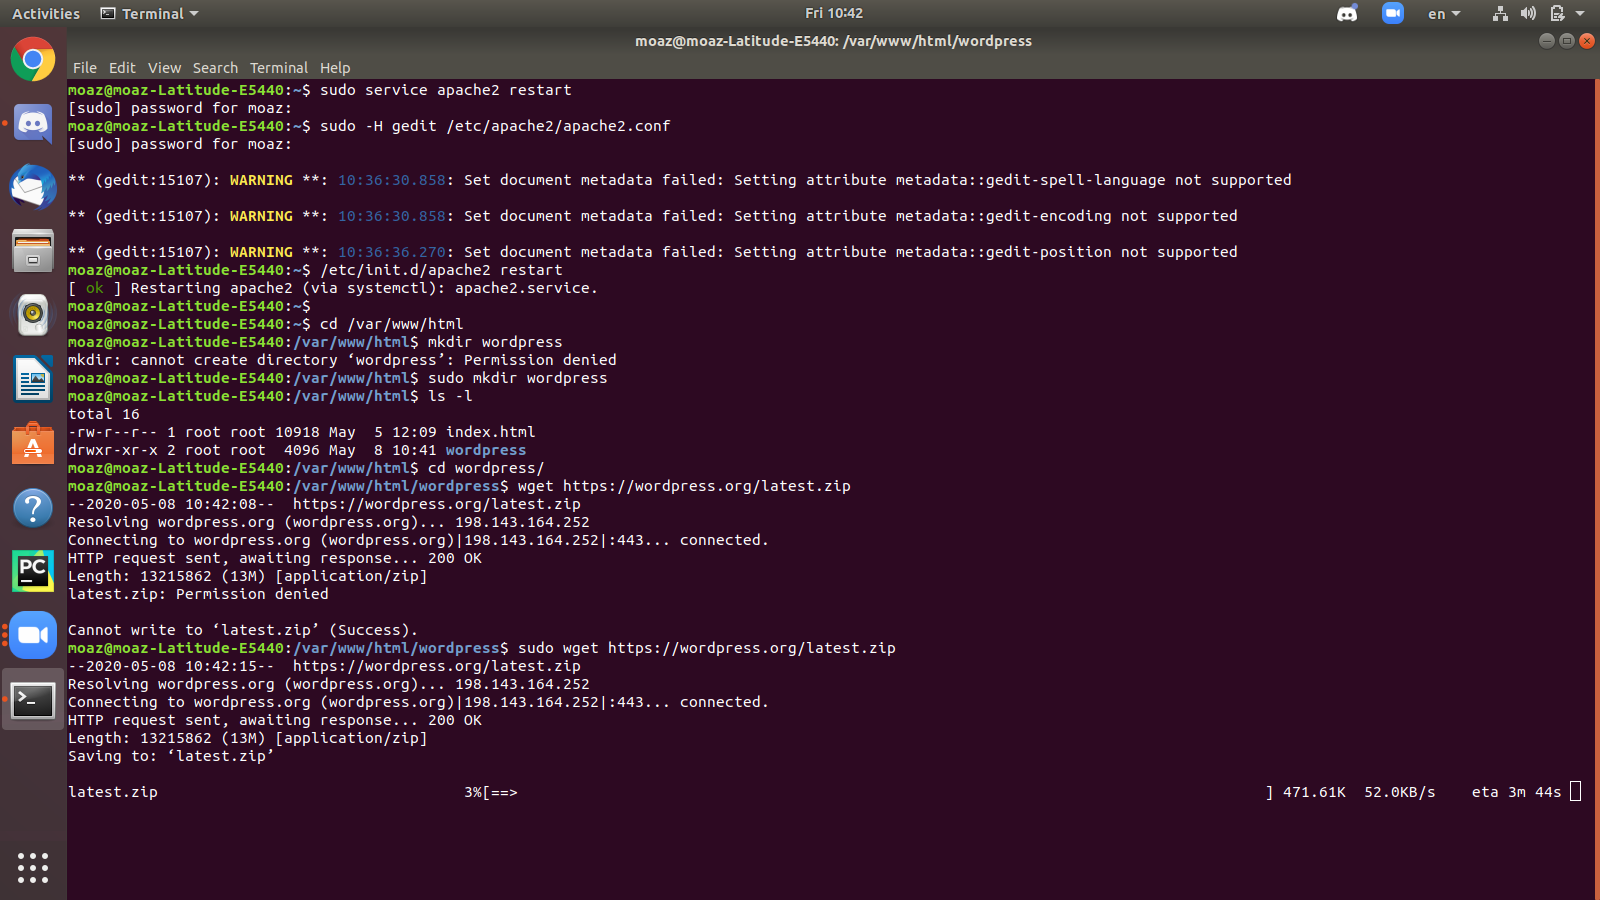 Activities Terminal Fri 10:42 en
moaz@moaz-Latitude-E5440: /var/www/html/wordpress
File Edit View Search Terminal Help
moaz@moaz-Latitude-E5440:~$ sudo service apache2 restart
[sudo] password for moaz:
moaz@moaz-Latitude-E5440:~$ sudo -H gedit /etc/apache2/apache2.conf
[sudo] password for moaz:
** (gedit:15107): WARNING **: 10:36:30.858: Set document metadata failed: Setting attribute metadata::gedit-spell-language not supported
** (gedit:15107): WARNING **: 10:36:30.858: Set document metadata failed: Setting attribute metadata::gedit-encoding not supported
** (gedit:15107): WARNING **: 10:36:36.270: Set document metadata failed: Setting attribute metadata::gedit-position not supported
moaz@moaz-Latitude-E5440:~$ /etc/init.d/apache2 restart
[ ok ] Restarting apache2 (via systemctl): apache2.service.
moaz@moaz-Latitude-E5440:~$
moaz@moaz-Latitude-E5440:~$ cd /var/www/html
moaz@moaz-Latitude-E5440:/var/www/html$ mkdir wordpress
mkdir: cannot create directory ‘wordpress’: Permission denied
moaz@moaz-Latitude-E5440:/var/www/html$ sudo mkdir wordpress
moaz@moaz-Latitude-E5440:/var/www/html$ ls -l
total 16
-rw-r--r-- 1 root root 10918 May  5 12:09 index.html
drwxr-xr-x 2 root root  4096 May  8 10:41 wordpress
moaz@moaz-Latitude-E5440:/var/www/html$ cd wordpress/
moaz@moaz-Latitude-E5440:/var/www/html/wordpress$ wget https://wordpress.org/latest.zip
--2020-05-08 10:42:08--  https://wordpress.org/latest.zip
Resolving wordpress.org (wordpress.org)... 198.143.164.252
Connecting to wordpress.org (wordpress.org)|198.143.164.252|:443... connected.
HTTP request sent, awaiting response... 200 OK
Length: 13215862 (13M) [application/zip]
latest.zip: Permission denied
Cannot write to ‘latest.zip’ (Success).
moaz@moaz-Latitude-E5440:/var/www/html/wordpress$ sudo wget https://wordpress.org/latest.zip
--2020-05-08 10:42:15--  https://wordpress.org/latest.zip
Resolving wordpress.org (wordpress.org)... 198.143.164.252
Connecting to wordpress.org (wordpress.org)|198.143.164.252|:443... connected.
HTTP request sent, awaiting response... 200 OK
Length: 13215862 (13M) [application/zip]
Saving to: ‘latest.zip’
latest.zip 3%[==> ] 471.61K 52.0KB/s eta 3m 44s
PC